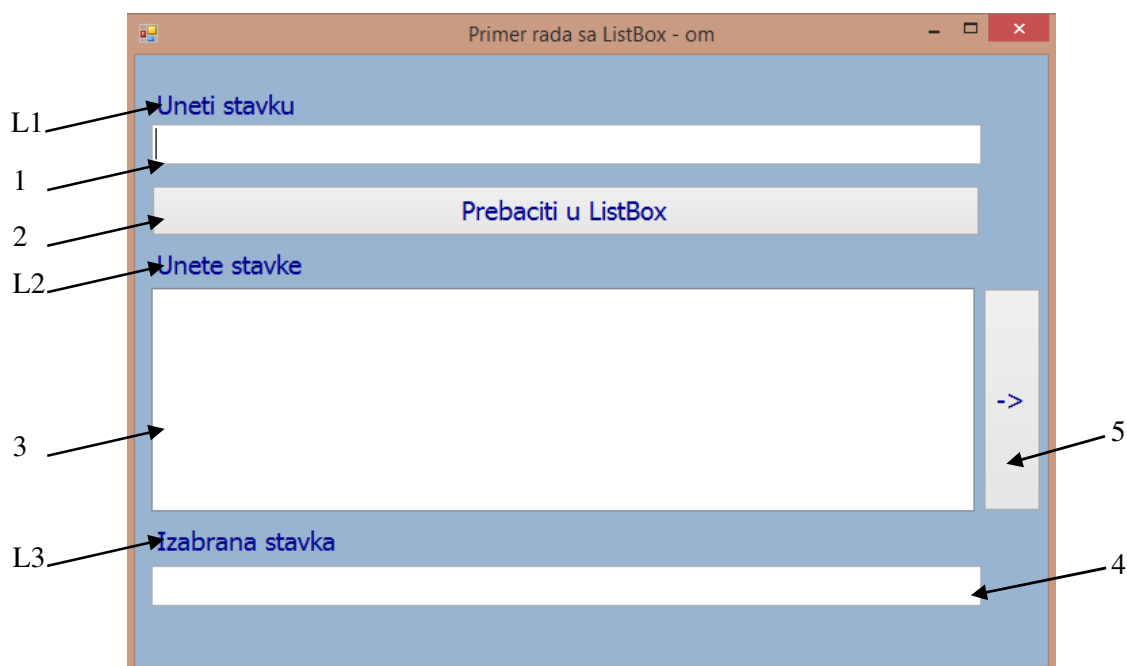 Primer rada sa ListBox - om
L1
Uneti stavku
1
2
Prebaciti u ListBox
L2
Unete stavke
3
->
5
L3
Izabrana stavka
4